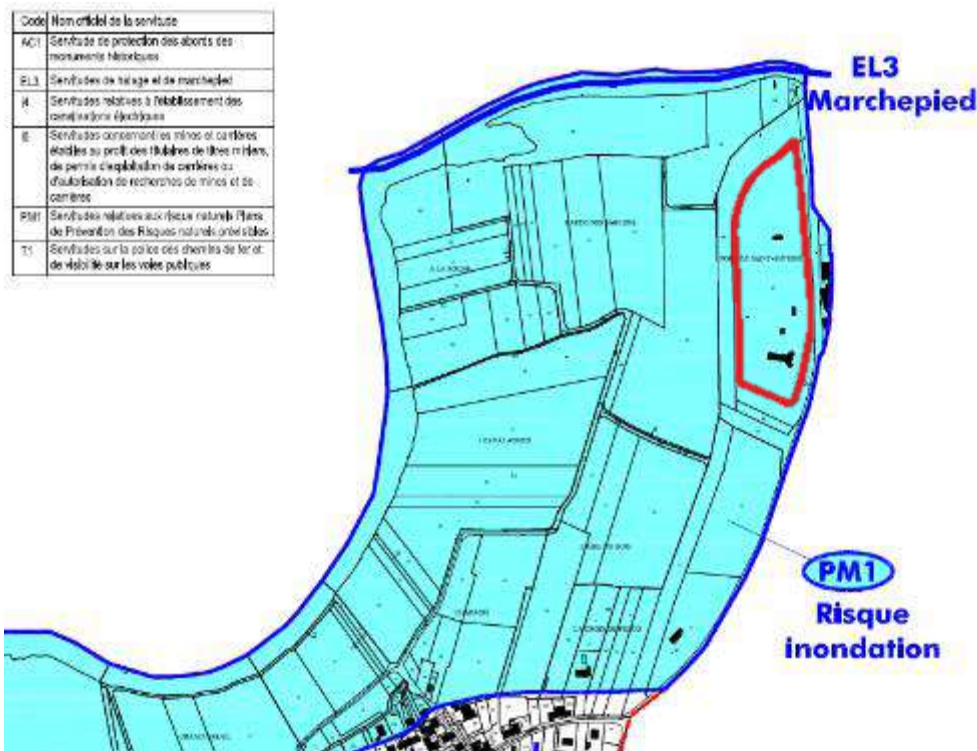 Code Nom officiel de la servitude
AC1 Servitude de protection des abords des
monuments historiques
EL3 Servitudes de halage et de marchepied
I4 Servitudes relatives à l'établissement des
canalisations électriques
I6 Servitudes concernant les mines et carrières
établies au profit des titulaires de titres miniers,
de permis d'exploitation de carrières ou
d'autorisation de recherches de mines et de
carrières
PM1 Servitudes relatives aux risque naturels Plans
de Prévention des Risques naturels prévisibles
T1 Servitudes sur la police des chemins de fer et
de visibilité sur les voies publiques
EL3
Marchepied
PM1
Risque
inondation